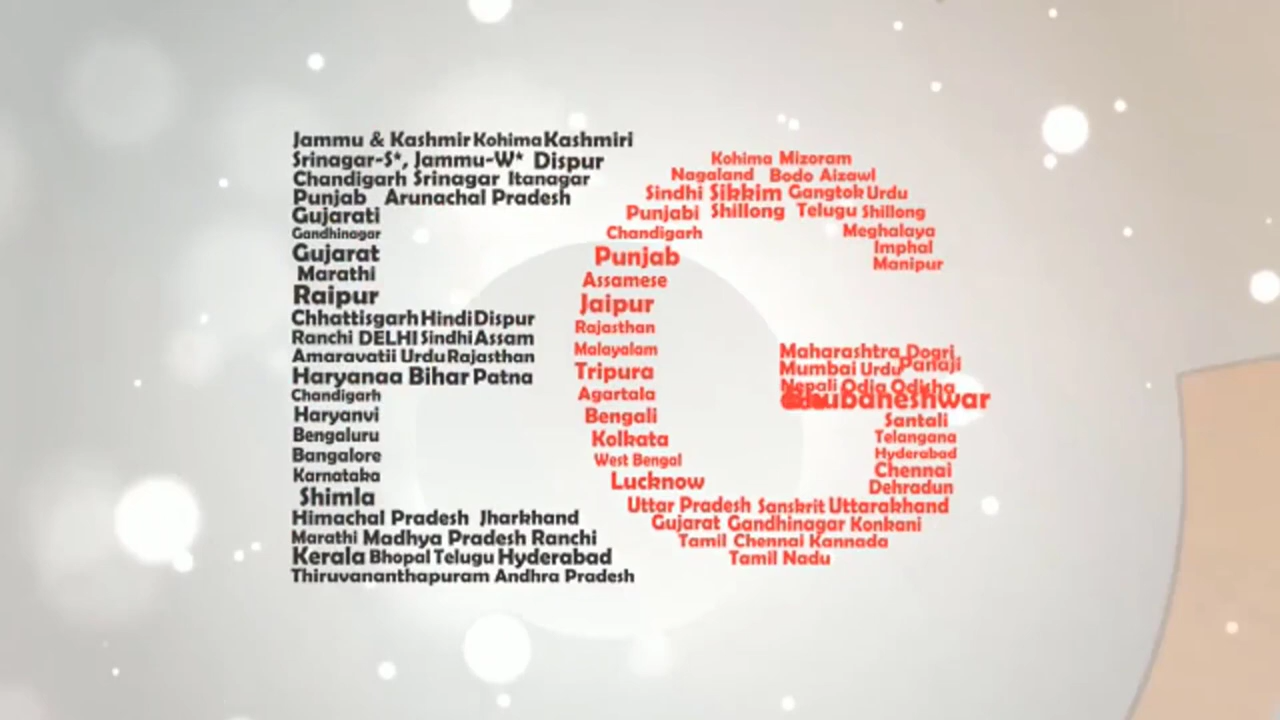 Jammu & Kashmir Kohima Kashmiri
Srinagar-S*, Jammu-W* Dispur
Chandigarh Srinagar Itanagar
Punjab Arunachal Pradesh
Gujarati
Gandhinagar
Gujarat
Marathi
Raipur
Chhattisgarh Hindi Dispur
Ranchi DELHI Sindhi Assam
Amaravatii Urdu Rajasthan
Haryanaa Bihar Patna
Chandigarh
Haryanvi
Bengaluru
Bangalore
Karnataka
Shimla
Himachal Pradesh Jharkhand
Marathi Madhya Pradesh Ranchi
Kerala Bhopal Telugu Hyderabad
Thiruvananthapuram Andhra Pradesh
Kohima Mizoram
Nagaland Bodo Aizawl
Sindhi Sikkim Gangtok Urdu
Punjabi Shillong Telugu Shillong
Chandigarh Meghalaya
Imphal
Manipur
Punjab
Assamese
Jaipur
Rajasthan
Malayalam
Tripura
Agartala
Bengali
Kolkata
West Bengal
Lucknow
Maharashtra Dogri
Mumbai Urdu Panaji
Nepali Odia Odisha
Bhubaneshwar
Santali
Telangana
Hyderabad
Chennai
Dehradun
Uttar Pradesh Sanskrit Uttarakhand
Gujarat Gandhinagar Konkani
Tamil Chennai Kannada
Tamil Nadu